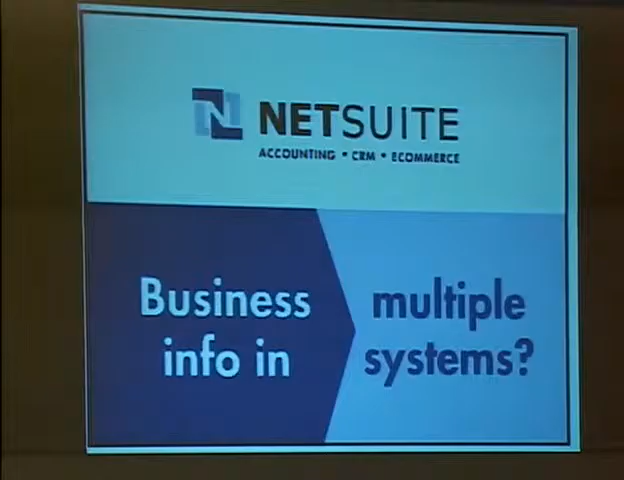 N NETSUITE
ACCOUNTING • CRM • ECOMMERCE
Business
info in
multiple
systems?